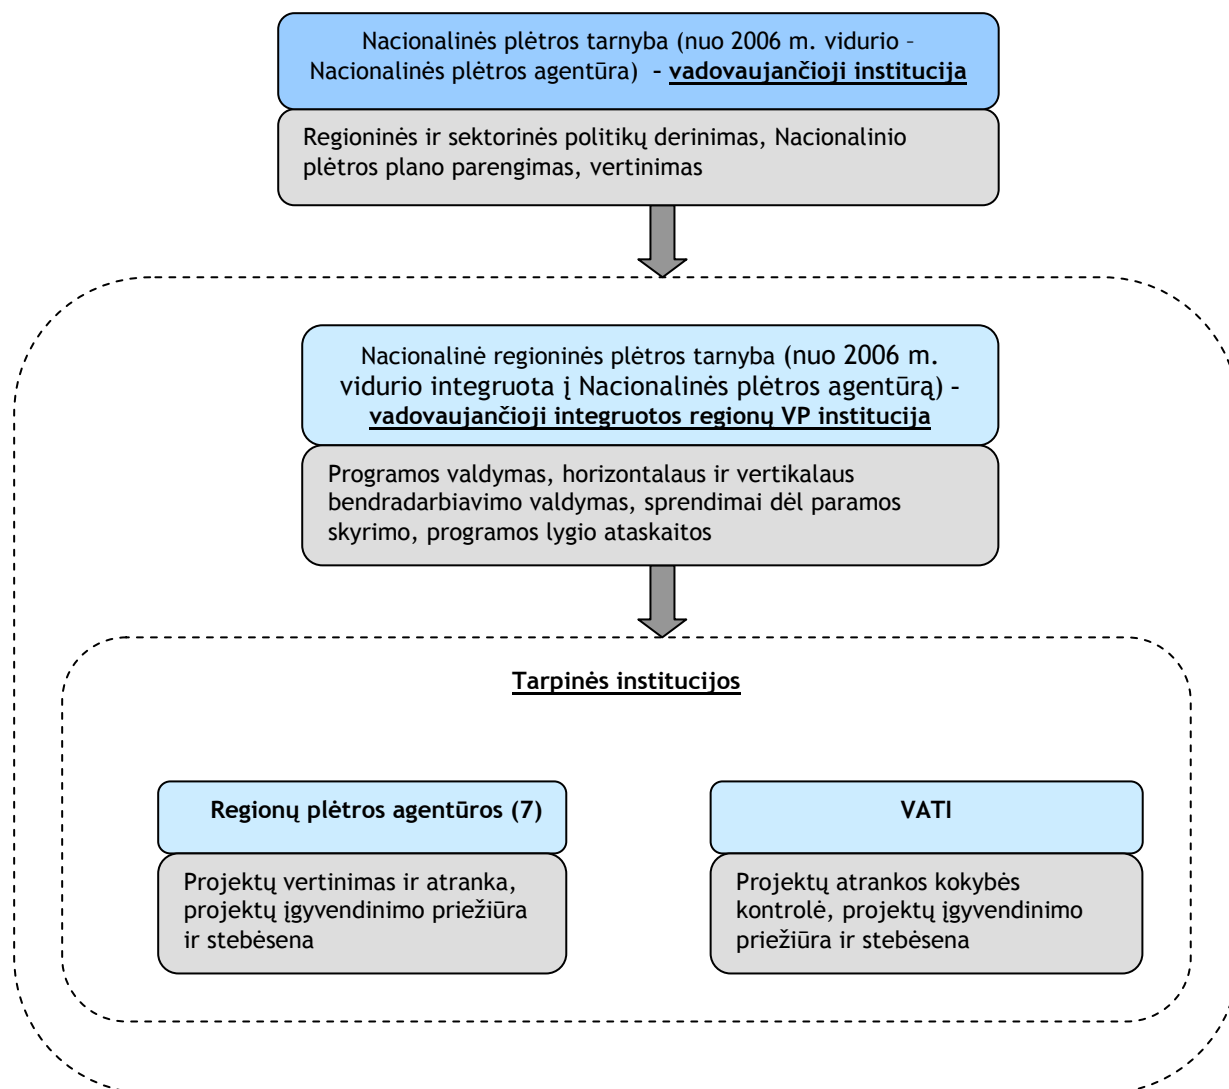 Nacionalinės plėtros tarnyba (nuo 2006 m. vidurio –
Nacionalinės plėtros agentūra) – vadovaujančioji institucija
Regioninės ir sektorinės politikų derinimas, Nacionalinio
plėtros plano parengimas, vertinimas
Nacionalinė regioninės plėtros tarnyba (nuo 2006 m.
vidurio integruota į Nacionalinės plėtros agentūrą) –
vadovaujančioji integruotos regionų VP institucija
Programos valdymas, horizontalaus ir vertikalaus
bendradarbiavimo valdymas, sprendimai dėl paramos
skyrimo, programos lygio ataskaitos
Tarpinės institucijos
Regionų plėtros agentūros (7)
Projektų vertinimas ir atranka,
projektų įgyvendinimo priežiūra
ir stebėsena
VATI
Projektų atrankos kokybės
kontrolė, projektų įgyvendinimo
priežiūra ir stebėsena